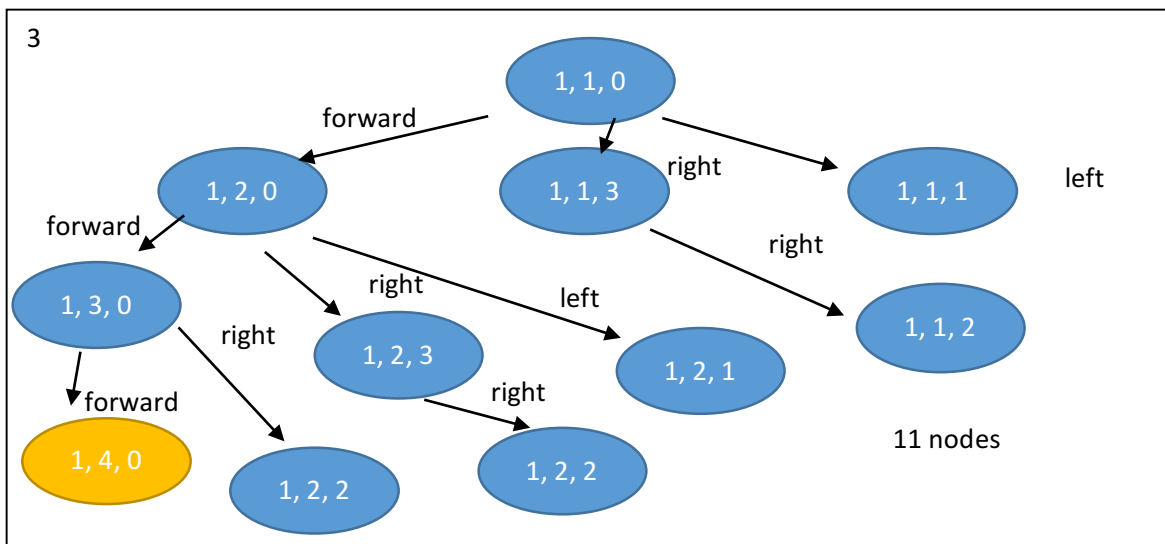 3
1, 1, 0
forward
right
left
1, 2, 0
1, 1, 3
1, 1, 1
forward
right
left
right
1, 3, 0
1, 2, 3
1, 2, 1
1, 1, 2
right
right
forward
1, 4, 0
1, 2, 2
1, 2, 2
11 nodes